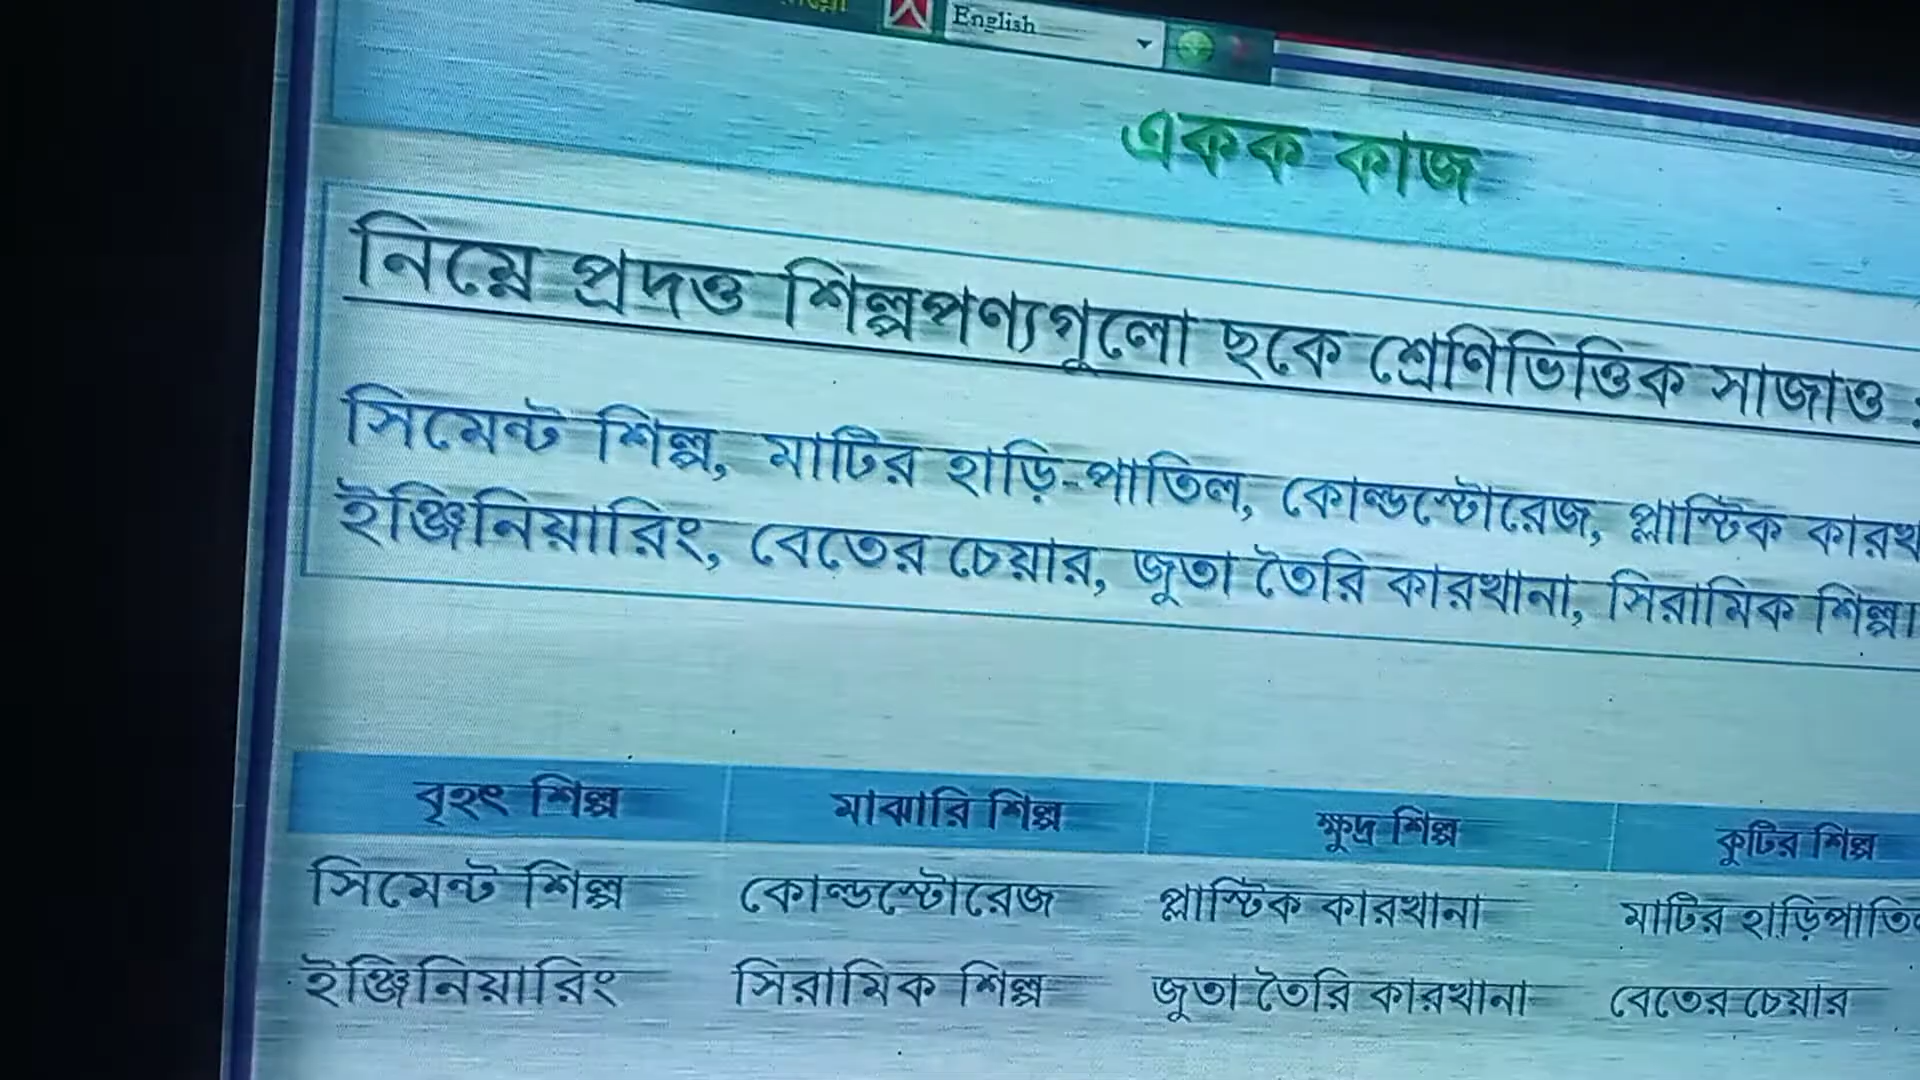 English
একক কাজ
নিম্নে প্রদত্ত শিল্পপণ্যগুলো ছকে শ্রেণিভিত্তিক সাজাও :
সিমেন্ট শিল্প, মাটির হাড়ি-পাতিল, কোল্ডস্টোরেজ, প্লাস্টিক
ইঞ্জিনিয়ারিং, বেতের চেয়ার, জুতা তৈরি কারখানা, সিরামিক শিল্প।
বৃহৎ শিল্প মাঝারি শিল্প ক্ষুদ্র শিল্প কুটির শিল্প
সিমেন্ট শিল্প কোল্ডস্টোরেজ প্লাস্টিক কারখানা মাটির
ইঞ্জিনিয়ারিং সিরামিক শিল্প জুতা তৈরি কারখানা বেতের চেয়ার